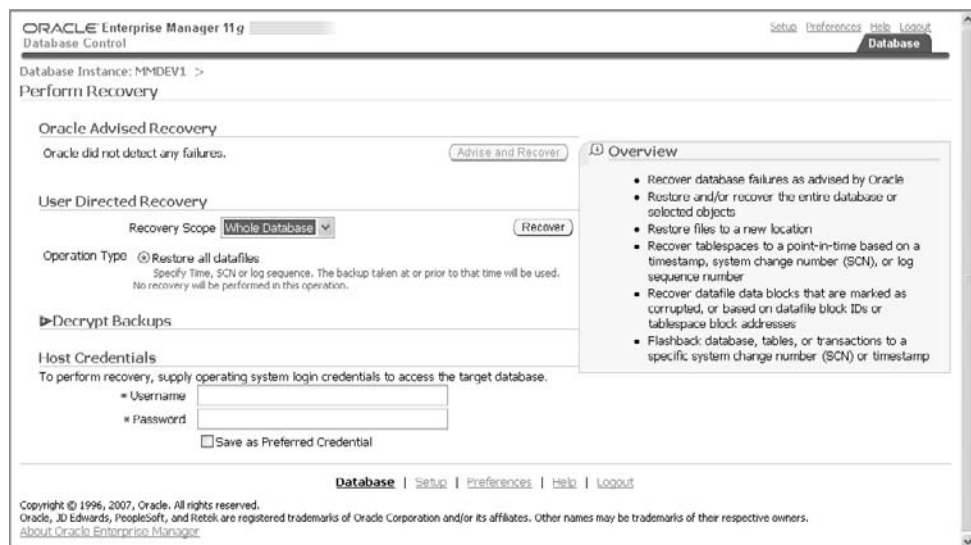 ORACLE Enterprise Manager 11g
Database Control
Setup Preferences Help Logout
Database
Database Instance: MMDEV1 >
Perform Recovery
Oracle Advised Recovery
Oracle did not detect any failures.
Advise and Recover
User Directed Recovery
Recovery Scope Whole Database
Recover
Operation Type Restore all datafiles
Specify Time, SCN or log sequence. The backup taken at or prior to that time will be used.
No recovery will be performed in this operation.
Decrypt Backups
Host Credentials
To perform recovery, supply operating system login credentials to access the target database.
* Username
* Password
Save as Preferred Credential
Overview
• Recover database failures as advised by Oracle
• Restore and/or recover the entire database or
selected objects
• Restore files to a new location
• Recover tablespaces to a point-in-time based on a
timestamp, system change number (SCN), or log
sequence number
• Recover datafile data blocks that are marked as
corrupted, or based on datafile block IDs or
tablespace block addresses
• Flashback database, tables, or transactions to a
specific system change number (SCN) or timestamp
Database | Setup | Preferences | Help | Logout
Copyright © 1996, 2007, Oracle. All rights reserved.
Oracle, JD Edwards, PeopleSoft, and Retek are registered trademarks of Oracle Corporation and/or its affiliates. Other names may be trademarks of their respective owners.
About Oracle Enterprise Manager